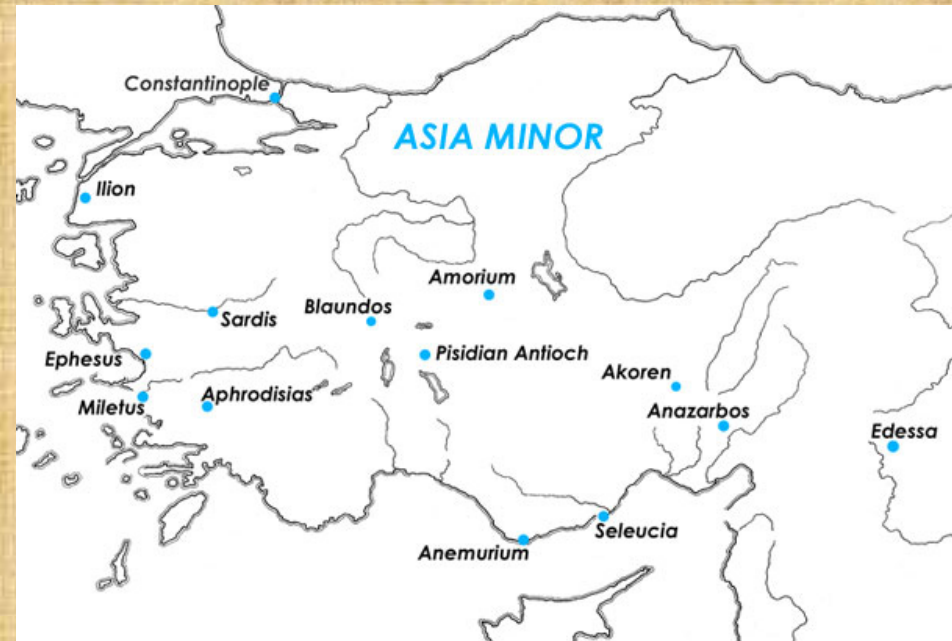 Constantinople
ASIA MINOR
Ilion
Amorium
Blaundos
Sardis
Ephesus
Pisidian Antioch
Akoren
Miletus
Aphrodisias
Anazarbos
Edessa
Seleucia
Anemurium